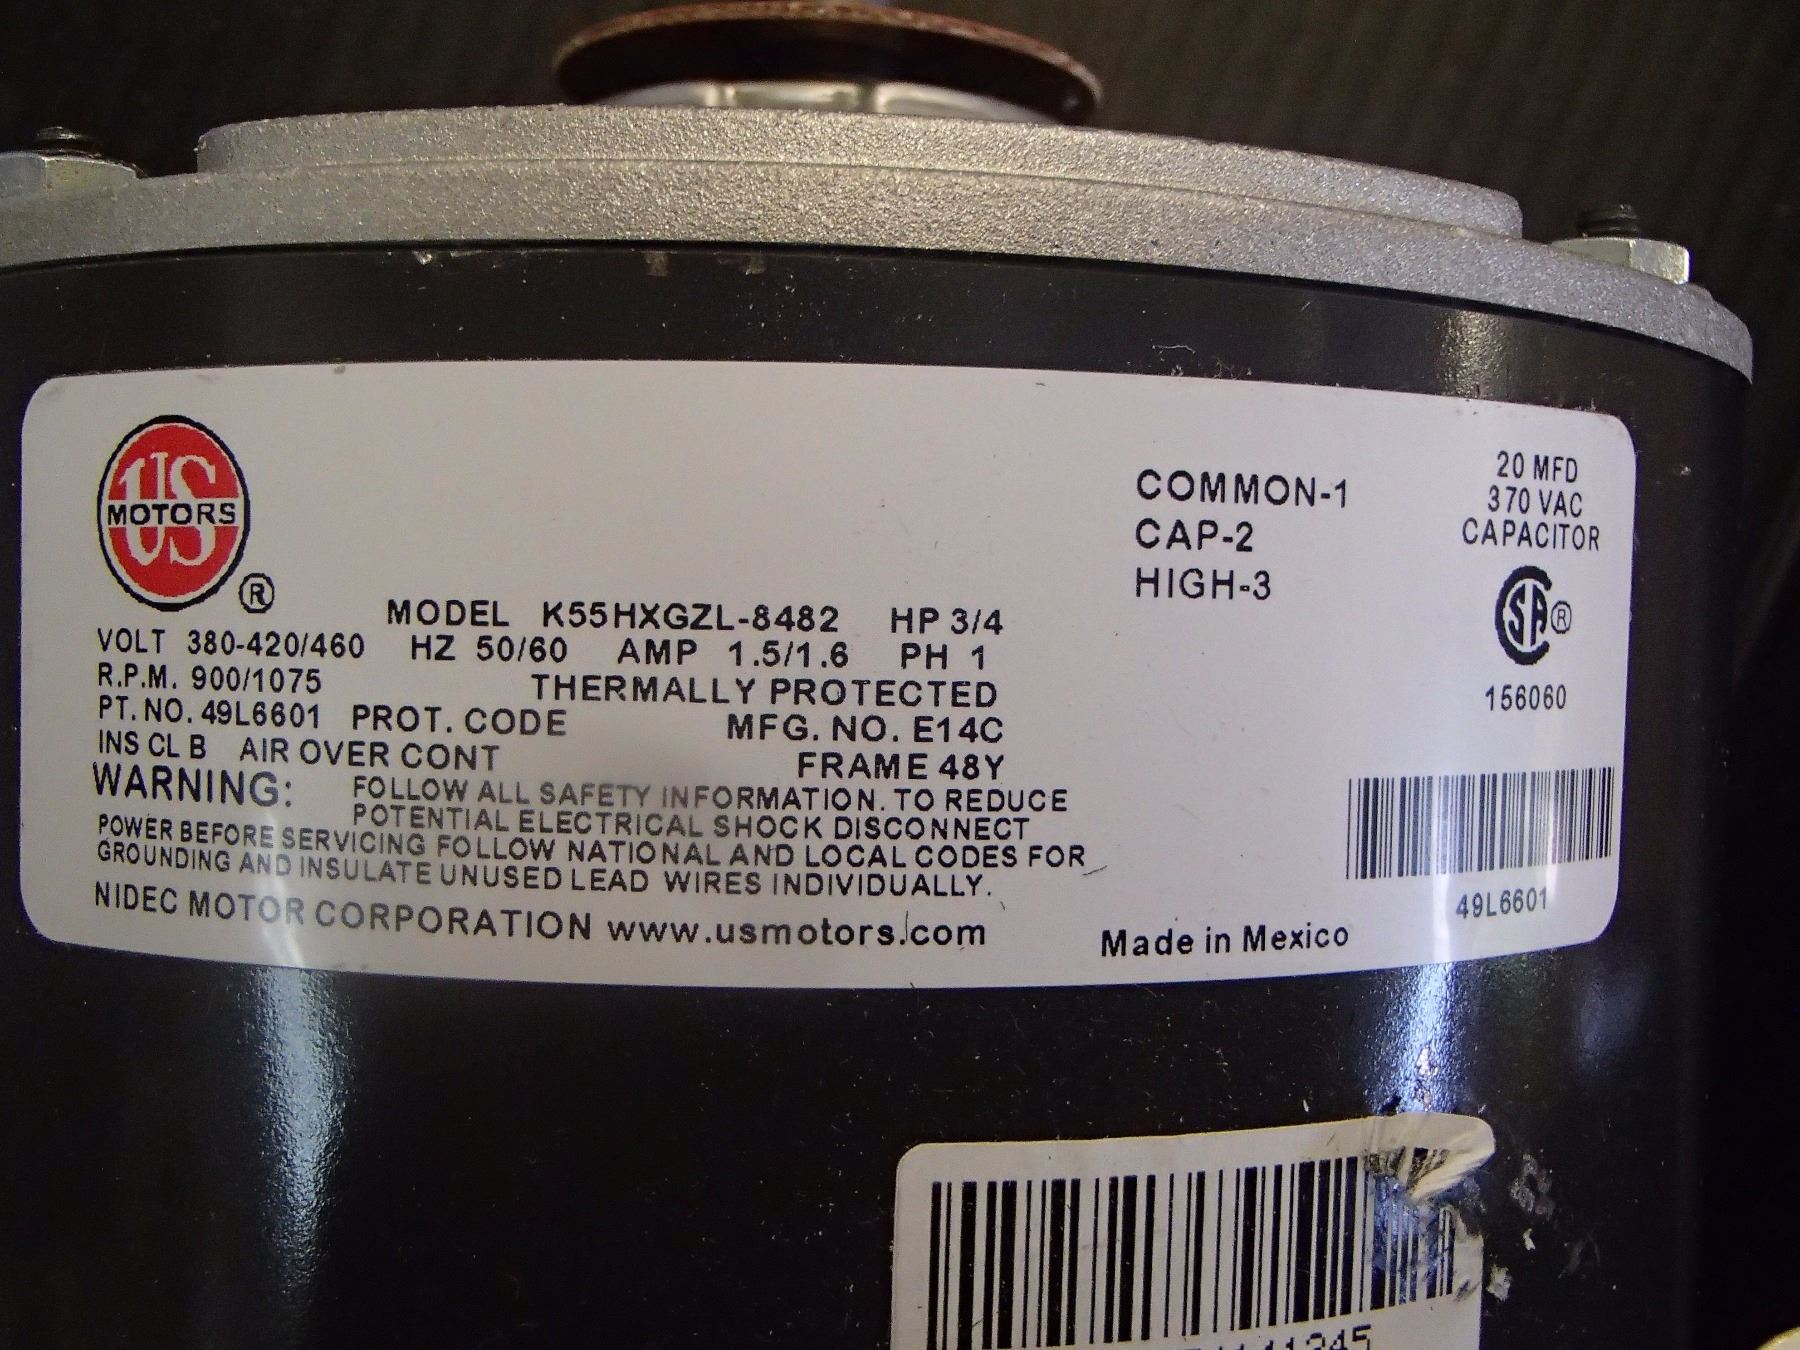 US
MOTORS
®
MODEL K55HXGZL-8482 HP 3/4
VOLT 380-420/460 HZ 50/60 AMP 1.5/1.6 PH 1
R.P.M. 900/1075 THERMALLY PROTECTED
PT. NO. 49L6601 PROT. CODE MFG. NO. E14C
INS CL B AIR OVER CONT FRAME 48Y
WARNING: FOLLOW ALL SAFETY INFORMATION. TO REDUCE
POTENTIAL ELECTRICAL SHOCK DISCONNECT
POWER BEFORE SERVICING FOLLOW NATIONAL AND LOCAL CODES FOR
GROUNDING AND INSULATE UNUSED LEAD WIRES INDIVIDUALLY.
NIDEC MOTOR CORPORATION www.usmotors.com
COMMON-1
CAP-2
HIGH-3
20 MFD
370 VAC
CAPACITOR
SA ®
156060
49L6601
Made in Mexico